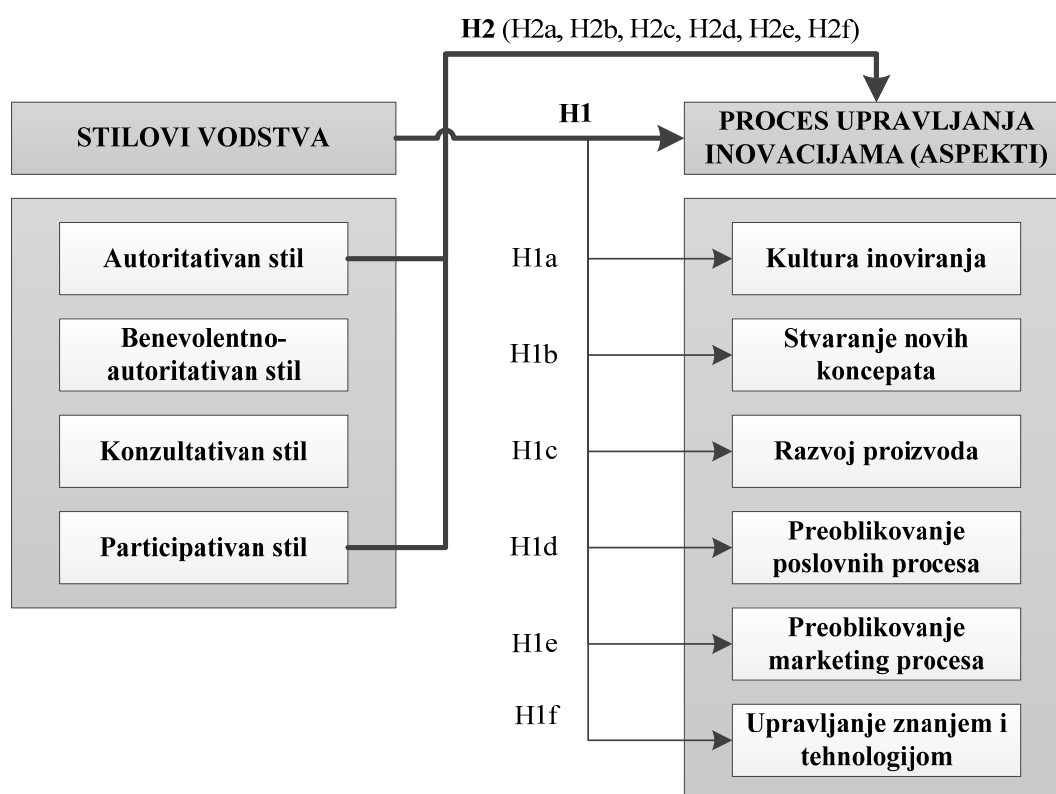 H2 (H2a, H2b, H2c, H2d, H2e, H2f)
STILOVI VODSTVA
H1
PROCES UPRAVLJANJA
INOVACIJAMA (ASPEKTI)
Autoritativan stil
Benevolentno-
autoritativan stil
Konzultativan stil
Participativan stil
H1a
H1b
H1c
H1d
H1e
H1f
Kultura inoviranja
Stvaranje novih
koncepata
Razvoj proizvoda
Preoblikovanje
poslovnih procesa
Preoblikovanje
marketing procesa
Upravljanje znanjem i
tehnologijom